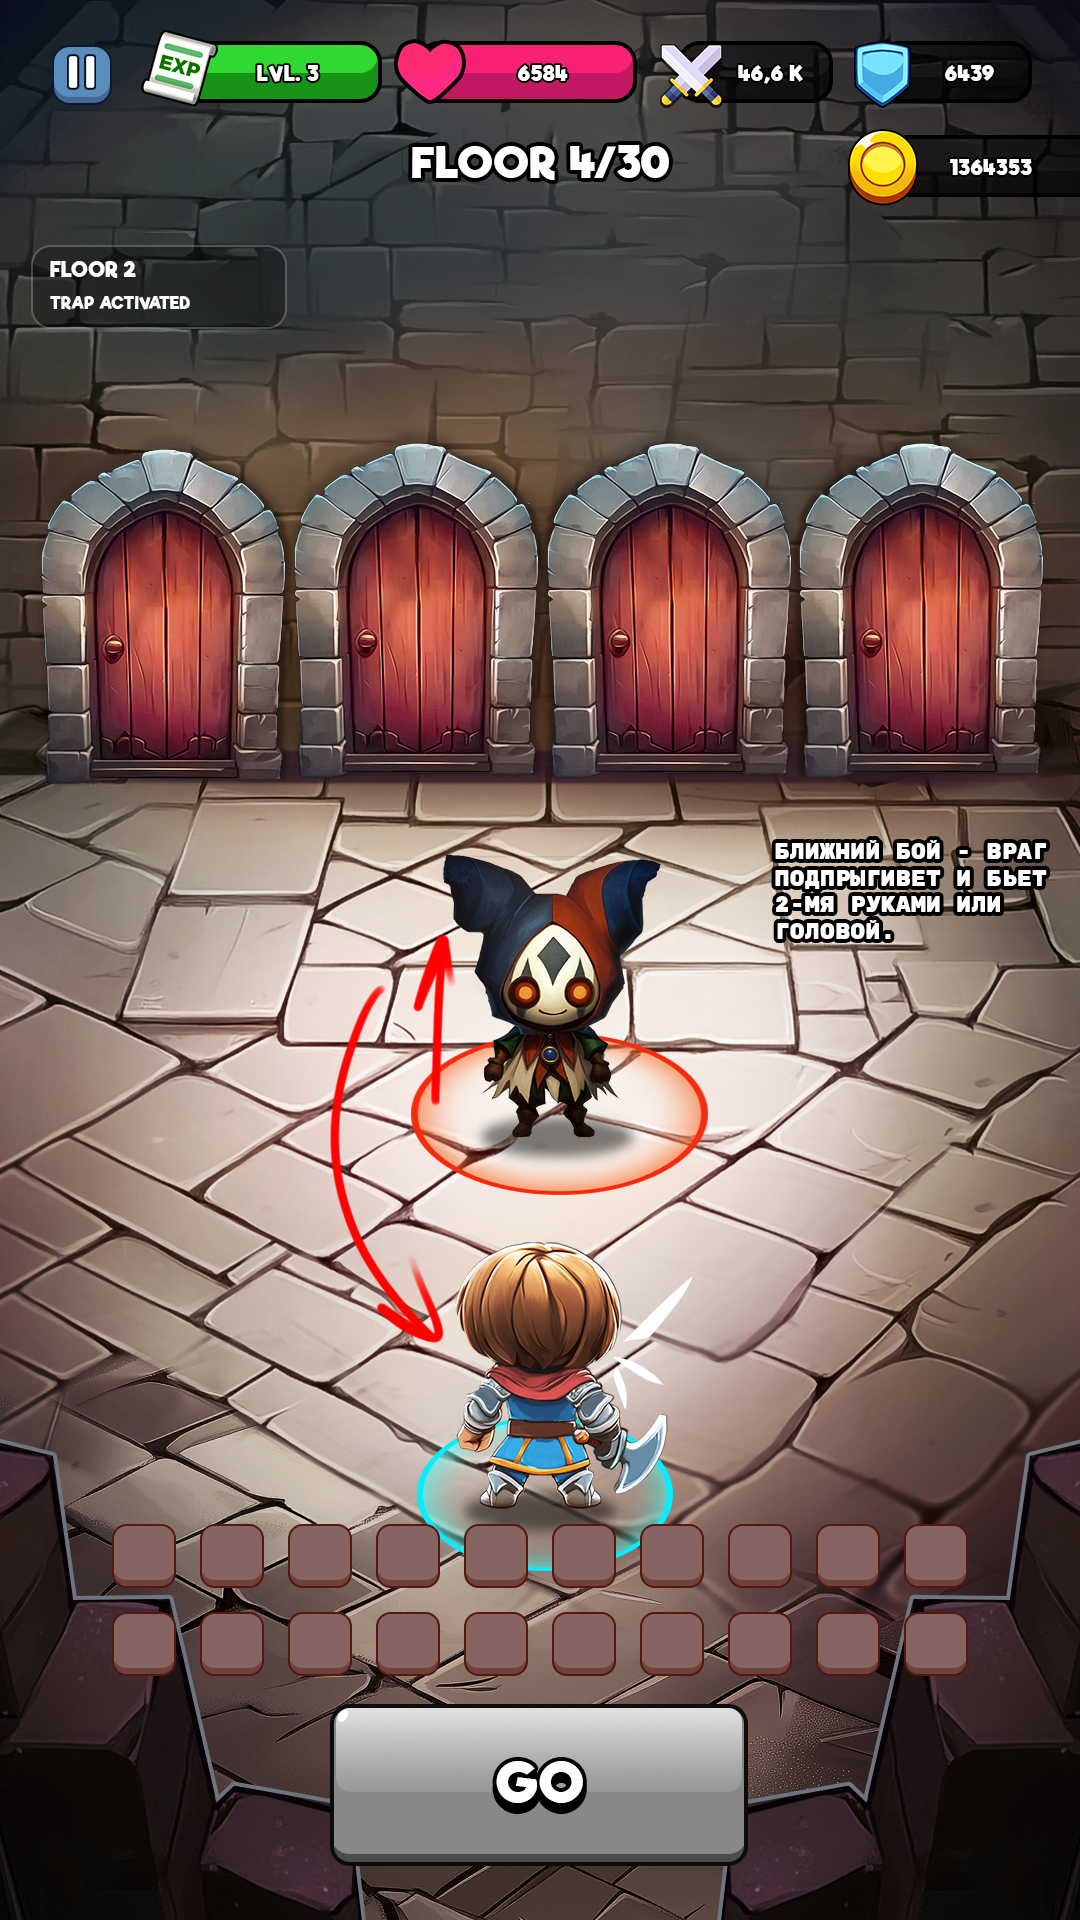 EXP
LVL. 3
6584
46,6 K
6439
FLOOR 4/30
1364353
FLOOR 2
TRAP ACTIVATED
БЛИЖНИЙ БОЙ - ВРАГ
ПОДПРЫГИВЕТ И БЬЕТ
2-МЯ РУКАМИ ИЛИ
ГОЛОВОЙ.
GO